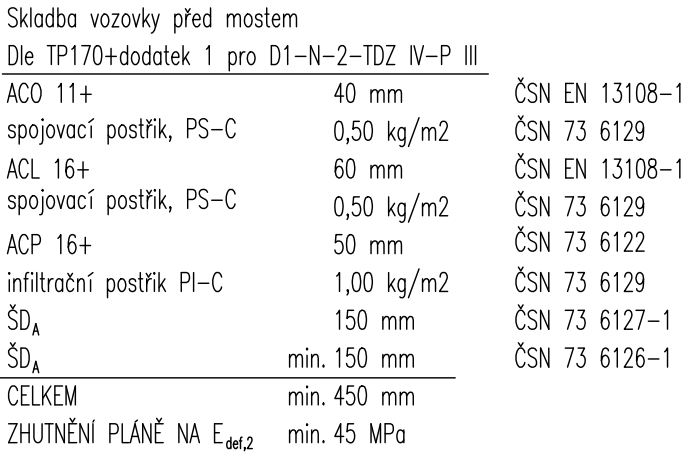 Skladba vozovky před mostem
Dle TP170+dodatek 1 pro D1-N-2-TDZ IV-P III
ACO 11+ 40 mm ČSN EN 13108-1
spojovací postřik, PS-C 0,50 kg/m2 ČSN 73 6129
ACL 16+ 60 mm ČSN EN 13108-1
spojovací postřik, PS-C 0,50 kg/m2 ČSN 73 6129
ACP 16+ 50 mm ČSN 73 6122
infiltrační postřik PI-C 1,00 kg/m2 ČSN 73 6129
ŠDA 150 mm ČSN 73 6127-1
ŠDA min. 150 mm ČSN 73 6126-1
CELKEM min. 450 mm
ZHUTNĚNÍ PLÁNĚ NA Edef,2 min. 45 MPa